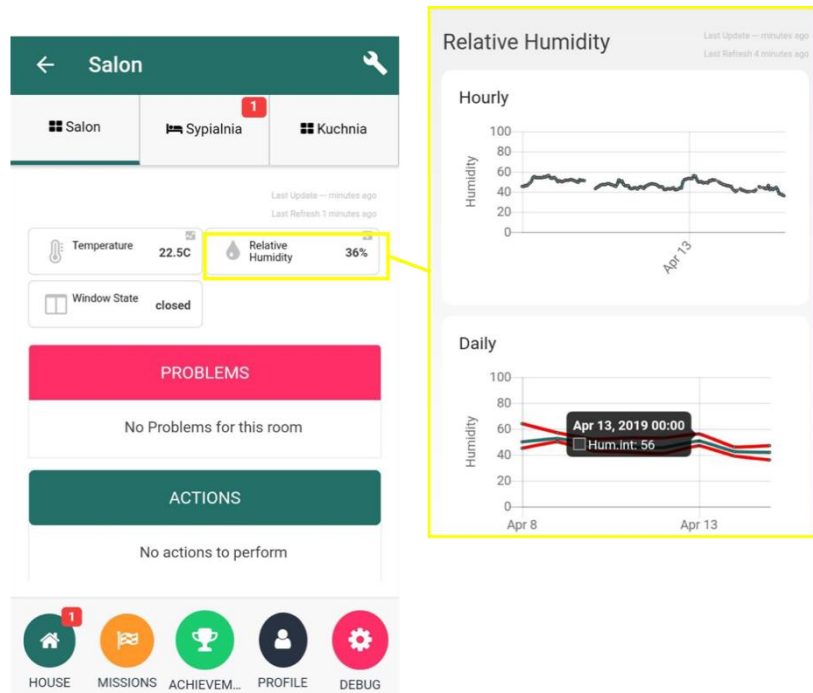 Salon
Salon
1
Sypialnia
Kuchnia
Last Update — minutes ago
Last Refresh 1 minutes ago
Temperature
22.5C
Relative
Humidity
36%
Window State
closed
PROBLEMS
No Problems for this room
ACTIONS
No actions to perform
1
HOUSE
MISSIONS
ACHIEVEM...
PROFILE
DEBUG
Relative Humidity
Last Update — minutes ago
Last Refresh 4 minutes ago
Hourly
Humidity
100
80
60
40
20
0
Apr 13
Daily
Humidity
100
80
60
40
20
0
Apr 13, 2019 00:00
Hum.int: 56
Apr 8
Apr 13